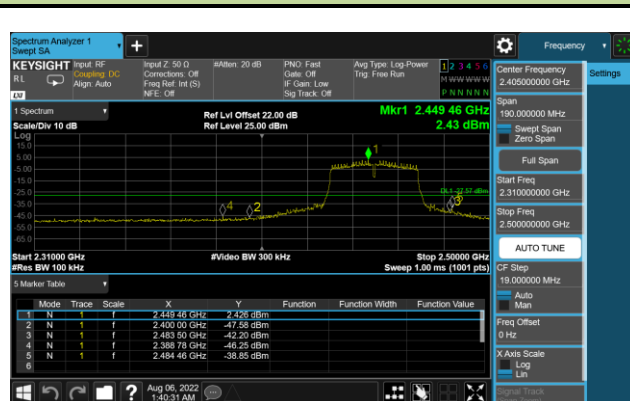 Spectrum Analyzer 1
Swept SA
+
Frequency
KEYSIGHT
RL
LXI
Input: RF
Coupling: DC
Align: Auto
Input Z: 50 Ω
Corrections: Off
Freq Ref: Int (S)
NFE: Off
#Atten: 20 dB
PNO: Fast
Gate: Off
IF Gain: Low
Sig Track: Off
Avg Type: Log-Power
Trig: Free Run
1 2 3 4 5 6
M W W W W W
P N N N N N
1 Spectrum
Scale/Div 10 dB
Ref Lvl Offset 22.00 dB
Ref Level 25.00 dBm
Mkr1 2.449 46 GHz
2.43 dBm
Log
15.0
5.00
-5.00
-15.0
-25.0
-35.0
-45.0
-55.0
-65.0
1
DL1 -27.57 dBm
4
2
Start 2.31000 GHz
#Res BW 100 kHz
#Video BW 300 kHz
Stop 2.50000 GHz
Sweep 1.00 ms (1001 pts)
5 Marker Table
Mode Trace Scale X Y Function Function Width Function Value
1 N 1 f 2.449 46 GHz 2.426 dBm
2 N 1 f 2.400 00 GHz -47.58 dBm
3 N 1 f 2.483 50 GHz -42.20 dBm
4 N 1 f 2.388 78 GHz -46.25 dBm
5 N 1 f 2.484 46 GHz -38.85 dBm
6
?
Aug 06, 2022
1:40:31 AM
Center Frequency
2.405000000 GHz
Settings
Span
190.000000 MHz
Swept Span
Zero Span
Full Span
Start Freq
2.310000000 GHz
Stop Freq
2.500000000 GHz
AUTO TUNE
CF Step
19.000000 MHz
Auto
Man
Freq Offset
0 Hz
X Axis Scale
Log
Lin
Signal Track